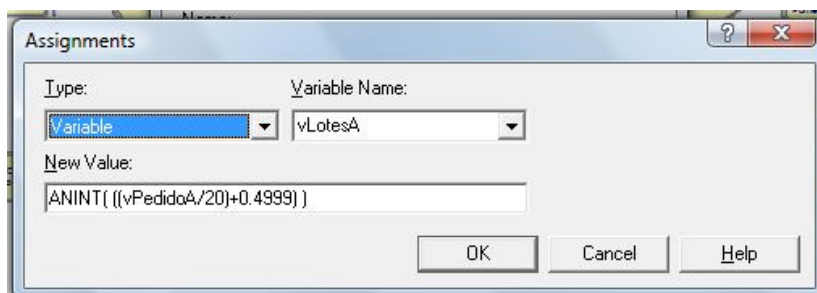 Assignments
Type:
Variable Name:
Variable
vLotesA
New Value:
ANINT( ((vPedidoA/20)+0.4999) )
OK
Cancel
Help